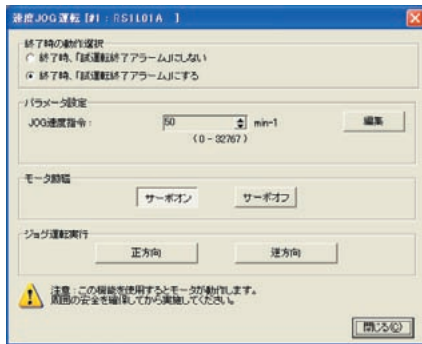 速度JOG運転 [#1 : RS1L01A ]
終了時の動作選択
終了時、「試運転終了アラーム」にしない
終了時、「試運転終了アラーム」にする
パラメータ設定
JOG速度指令 :
50
min-1
編集
(0 - 32767)
モータ励磁
サーボオン
サーボオフ
ジョグ運転実行
正方向
逆方向
注意 : この機能を使用するとモータが動作します。
周囲の安全を確保してから実施してください。
閉じる(C)